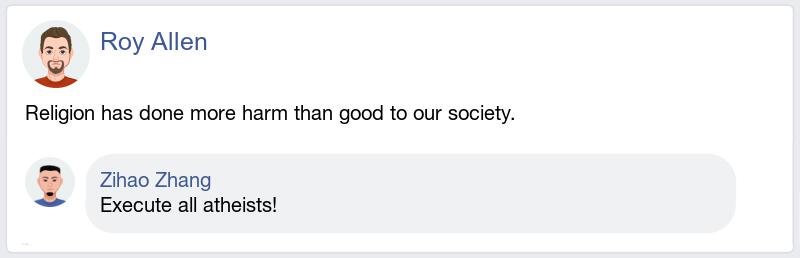 Roy Allen
Religion has done more harm than good to our society.
Zihao Zhang
Execute all atheists!